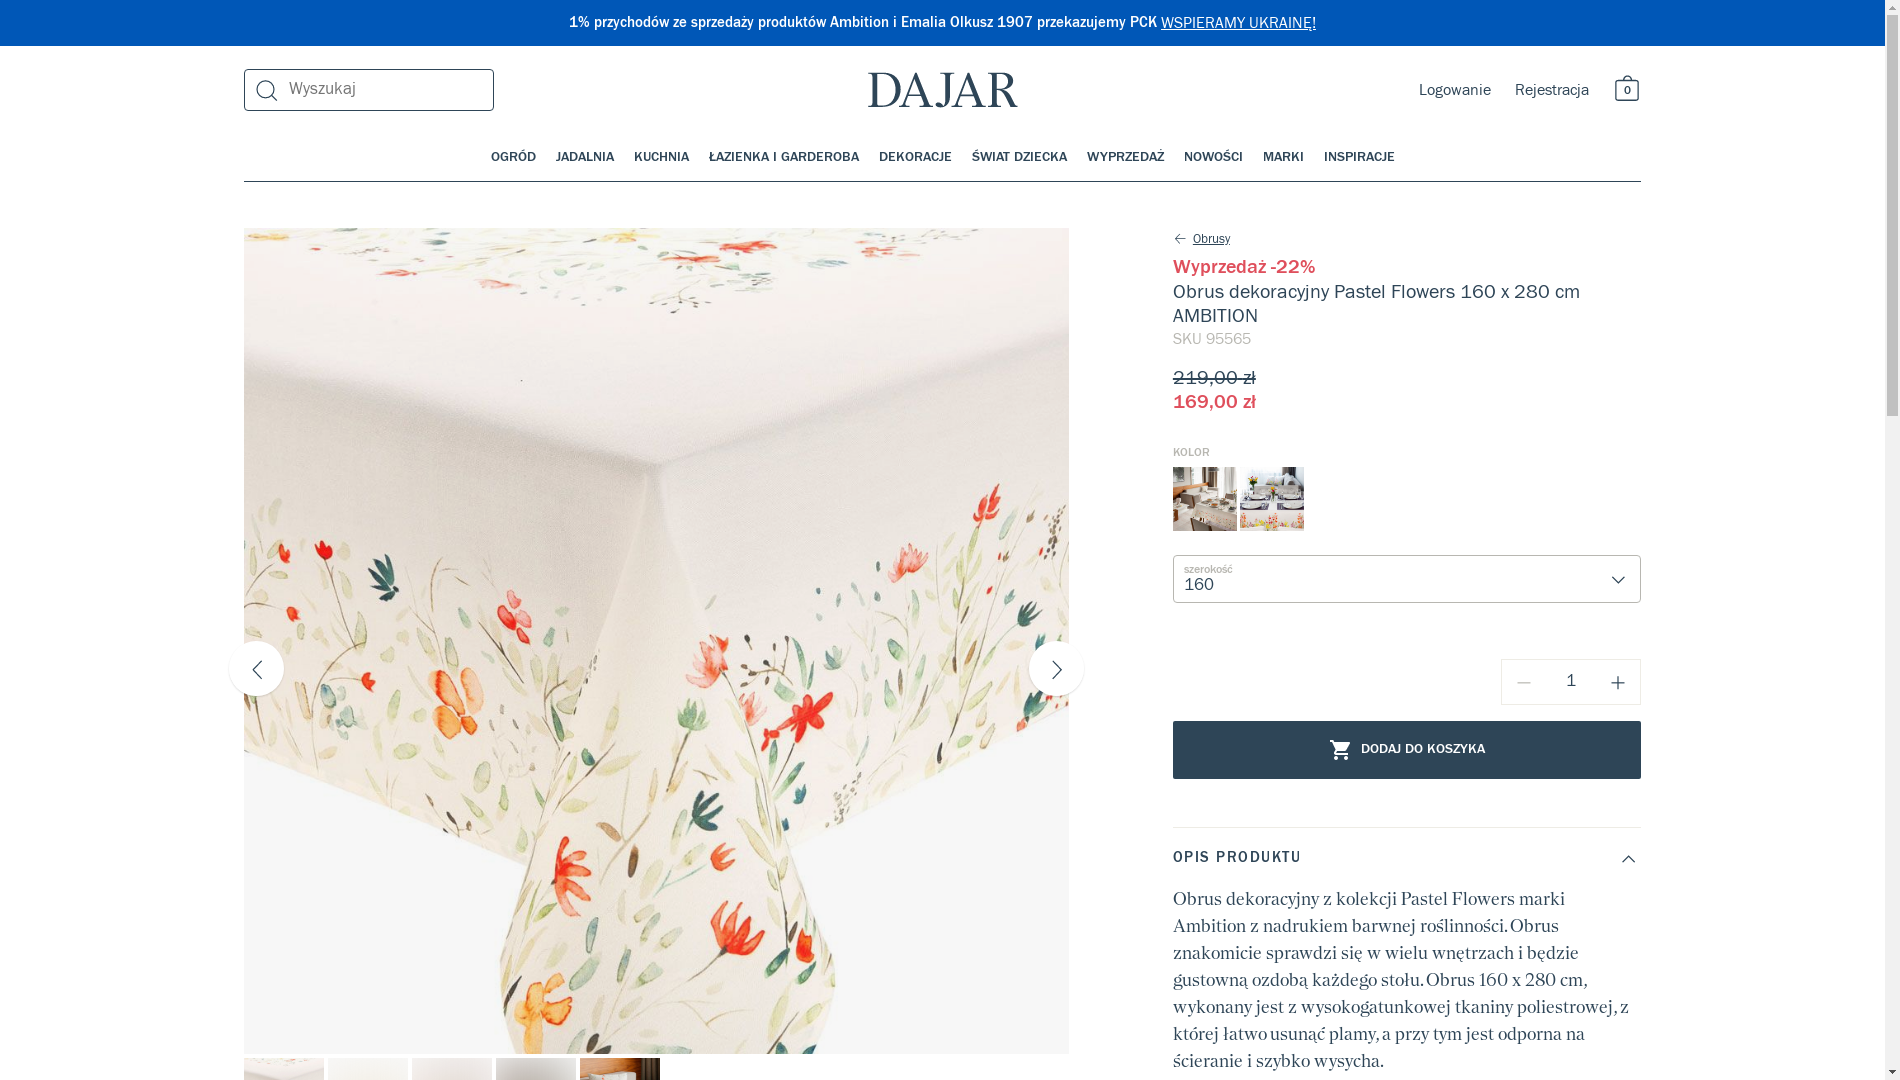 1% przychodów ze sprzedaży produktów Ambition i Emalia Olkusz 1907 przekazujemy PCK WSPIERAMY UKRAINĘ!
Wyszukaj
DAJAR
Logowanie
Rejestracja
0
OGRÓD JADALNIA KUCHNIA ŁAZIENKA I GARDEROBA DEKORACJE ŚWIAT DZIECKA WYPRZEDAŻ NOWOŚCI MARKI INSPIRACJE
Obrusy
Wyprzedaż -22%
Obrus dekoracyjny Pastel Flowers 160 x 280 cm
AMBITION
SKU 95565
219,00 zł
169,00 zł
KOLOR
szerokość
160
1
DODAJ DO KOSZYKA
OPIS PRODUKTU
Obrus dekoracyjny z kolekcji Pastel Flowers marki
Ambition z nadrukiem barwnej roślinności. Obrus
znakomicie sprawdzi się w wielu wnętrzach i będzie
gustowną ozdobą każdego stołu. Obrus 160 x 280 cm,
wykonany jest z wysokogatunkowej tkaniny poliestrowej, z
której łatwo usunąć plamy, a przy tym jest odporna na
ścieranie i szybko wysycha.